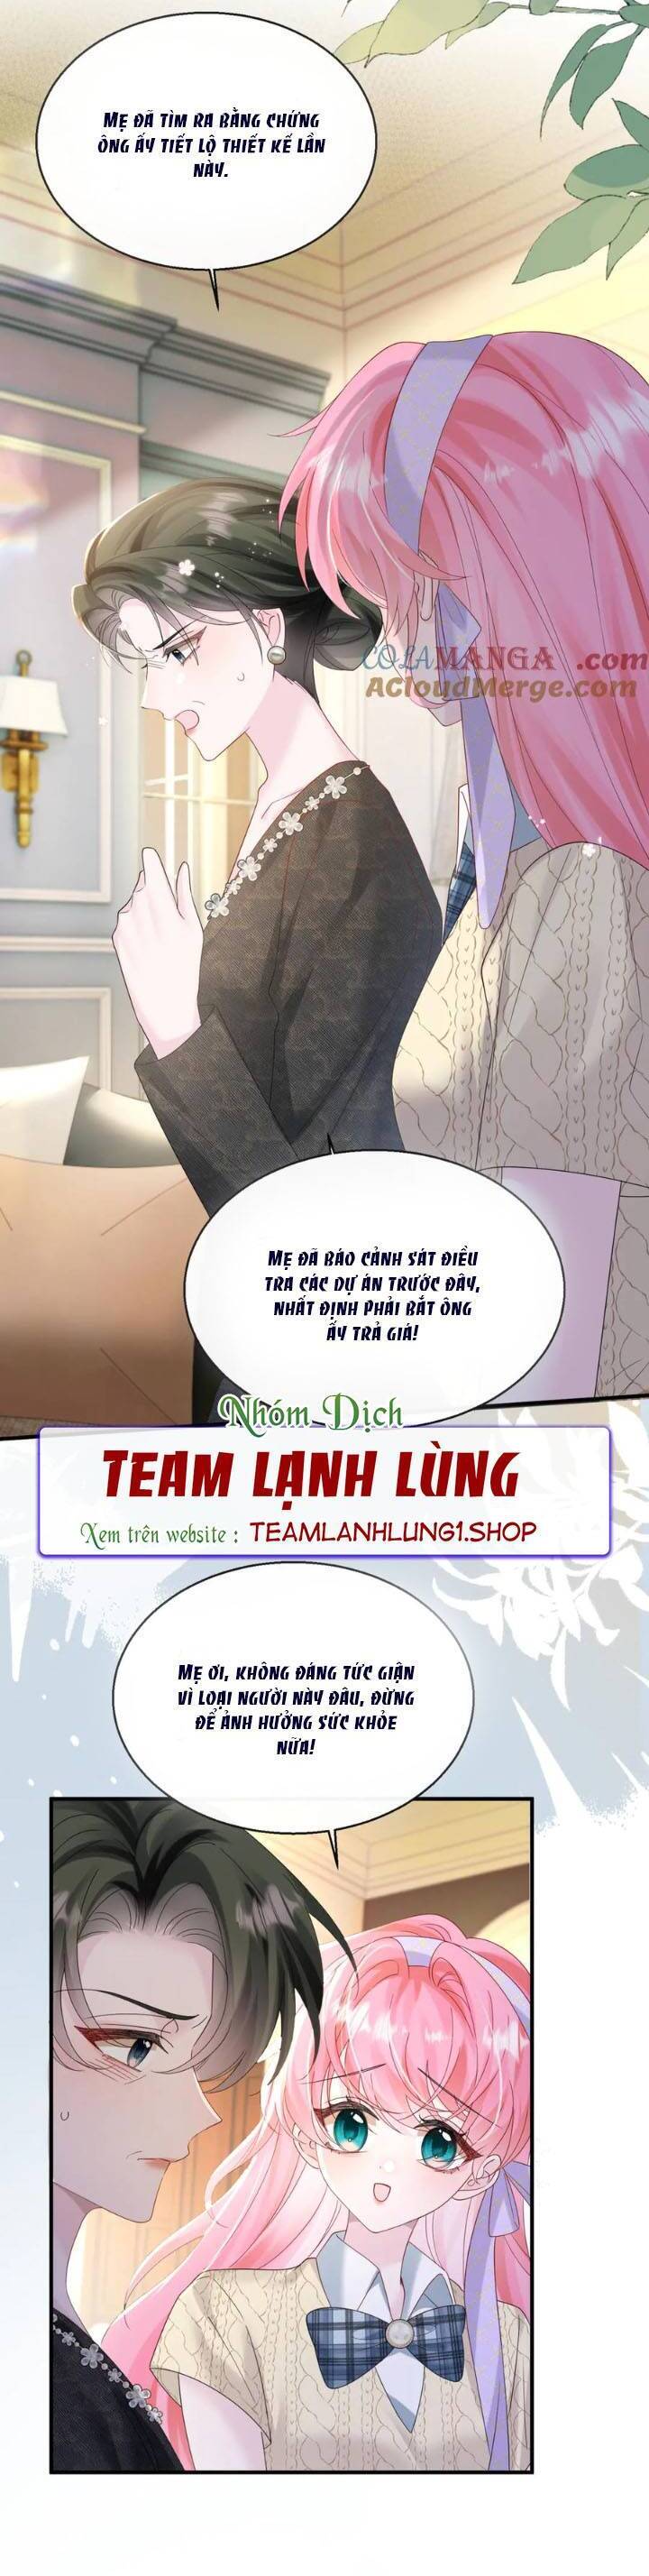 MẸ ĐÃ TÌM RA BẰNG CHỨNG
ÔNG ẤY TIẾT LỘ THIẾT KẾ LẦN
NÀY.
COLAMANGA.com
AcloudMerge.com
MẸ ĐÃ BÁO CẢNH SÁT ĐIỀU
TRA CÁC DỰ ÁN TRƯỚC ĐÂY,
NHẤT ĐỊNH PHẢI BẮT ÔNG
ẤY TRẢ GIÁ!
Nhóm Dịch
TEAM LẠNH LÙNG
Xem trên website : TEAMLANHLUNG1.SHOP
MẸ ƠI, KHÔNG ĐÁNG TỨC GIẬN
VÌ LOẠI NGƯỜI NÀY ĐÂU, ĐỪNG
ĐỂ ẢNH HƯỞNG SỨC KHỎE
NỮA!